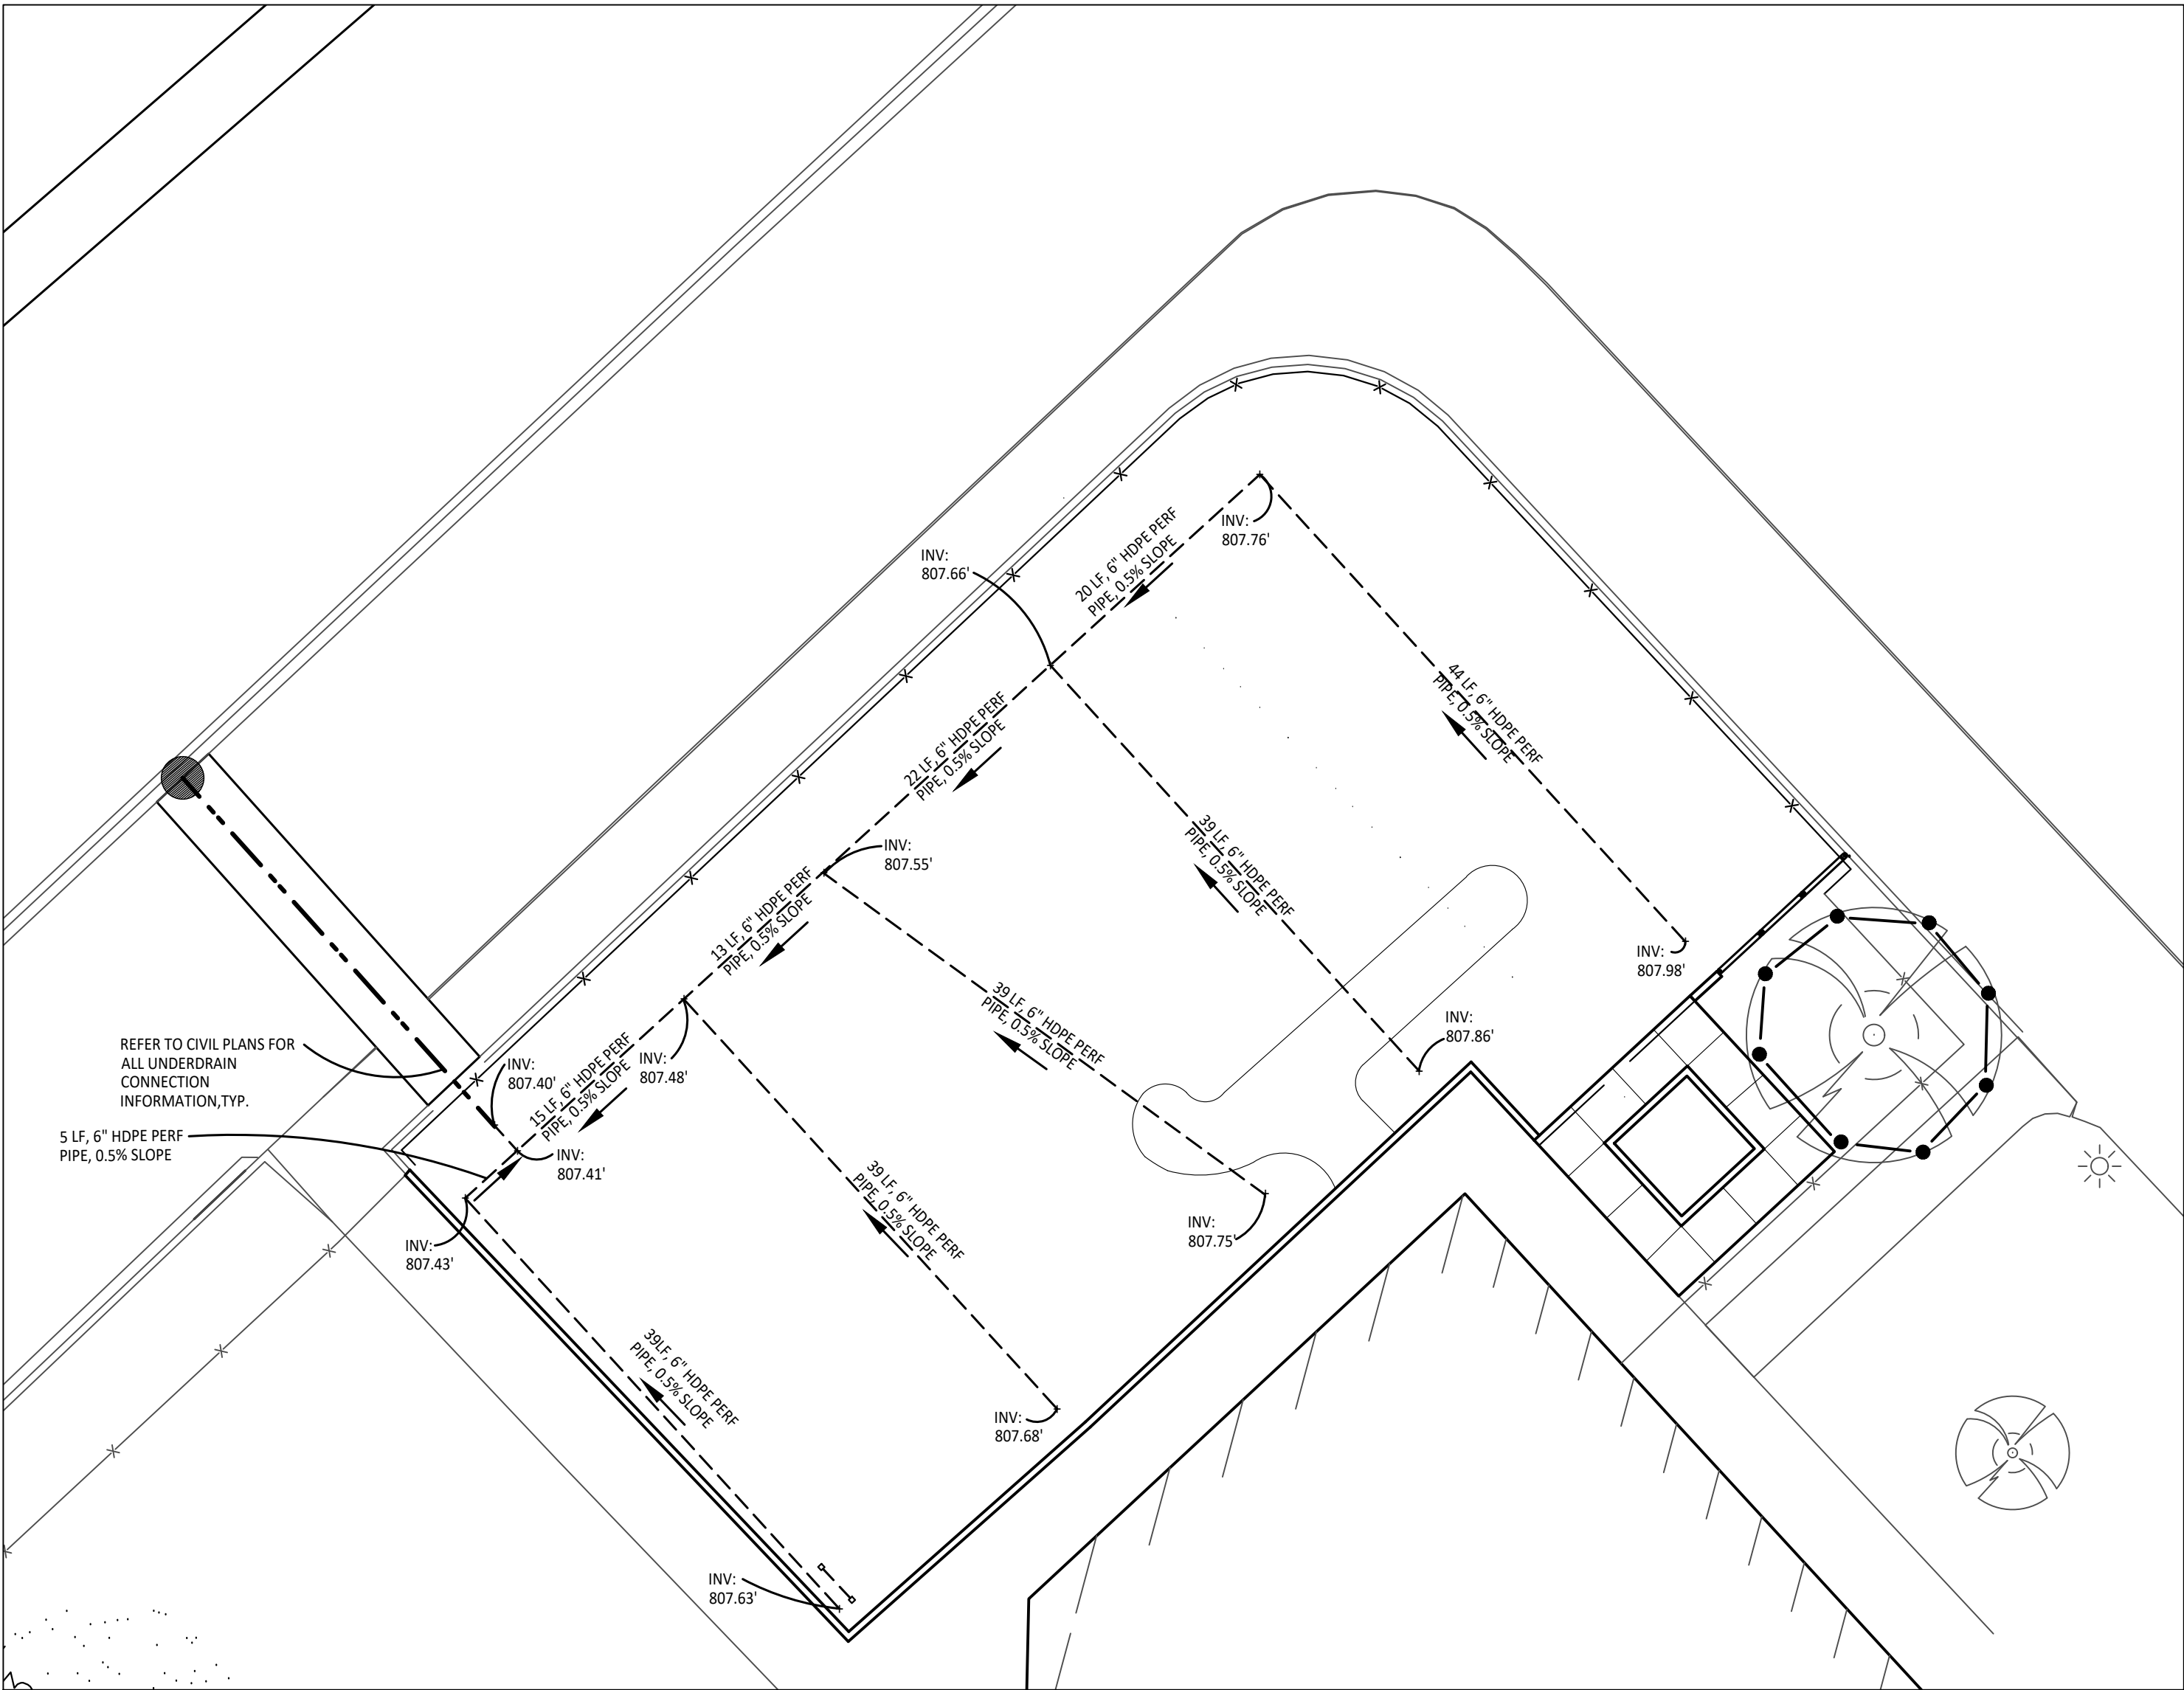 INV:
807.76'
20 LF, 6" HDPE PERF
PIPE, 0.5% SLOPE
INV:
807.66'
44 LF, 6" HDPE PERF
PIPE, 0.5% SLOPE
22 LF, 6" HDPE PERF
PIPE, 0.5% SLOPE
39 LF, 6" HDPE PERF
PIPE, 0.5% SLOPE
INV:
807.55'
13 LF, 6" HDPE PERF
PIPE, 0.5% SLOPE
INV:
807.98'
39 LF, 6" HDPE PERF
PIPE, 0.5% SLOPE
INV:
807.86'
REFER TO CIVIL PLANS FOR
ALL UNDERDRAIN
CONNECTION
INFORMATION,TYP.
INV:
807.40'
15 LF, 6" HDPE PERF
PIPE, 0.5% SLOPE
INV:
807.48'
5 LF, 6" HDPE PERF
PIPE, 0.5% SLOPE
INV:
807.41'
39 LF, 6" HDPE PERF
PIPE, 0.5% SLOPE
INV:
807.75'
INV:
807.43'
39LF, 6" HDPE PERF
PIPE, 0.5% SLOPE
INV:
807.68'
INV:
807.63'